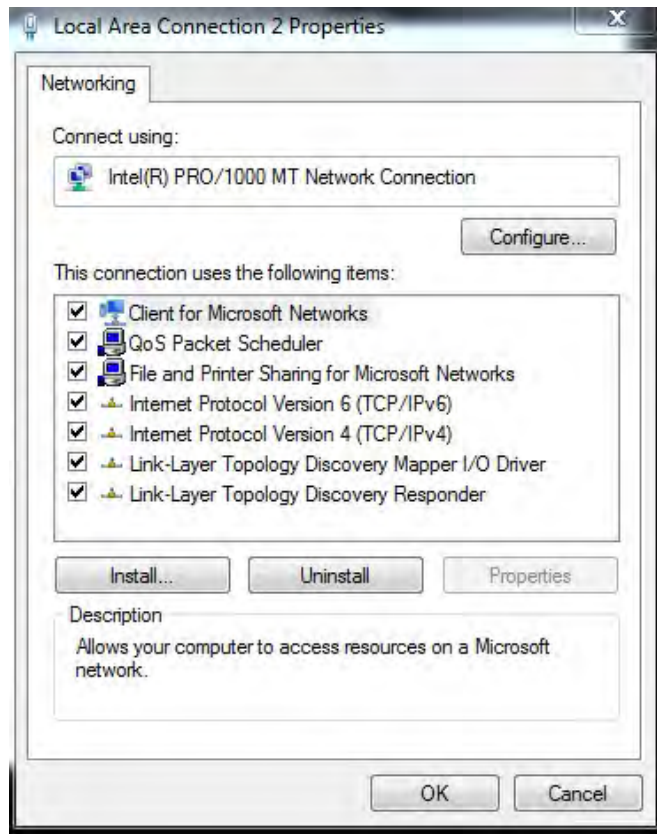 Local Area Connection 2 Properties
Networking
Connect using:
Intel(R) PRO/1000 MT Network Connection
Configure...
This connection uses the following items:
Client for Microsoft Networks
QoS Packet Scheduler
File and Printer Sharing for Microsoft Networks
Internet Protocol Version 6 (TCP/IPv6)
Internet Protocol Version 4 (TCP/IPv4)
Link-Layer Topology Discovery Mapper I/O Driver
Link-Layer Topology Discovery Responder
Install... Uninstall Properties
Description
Allows your computer to access resources on a Microsoft
network.
OK Cancel